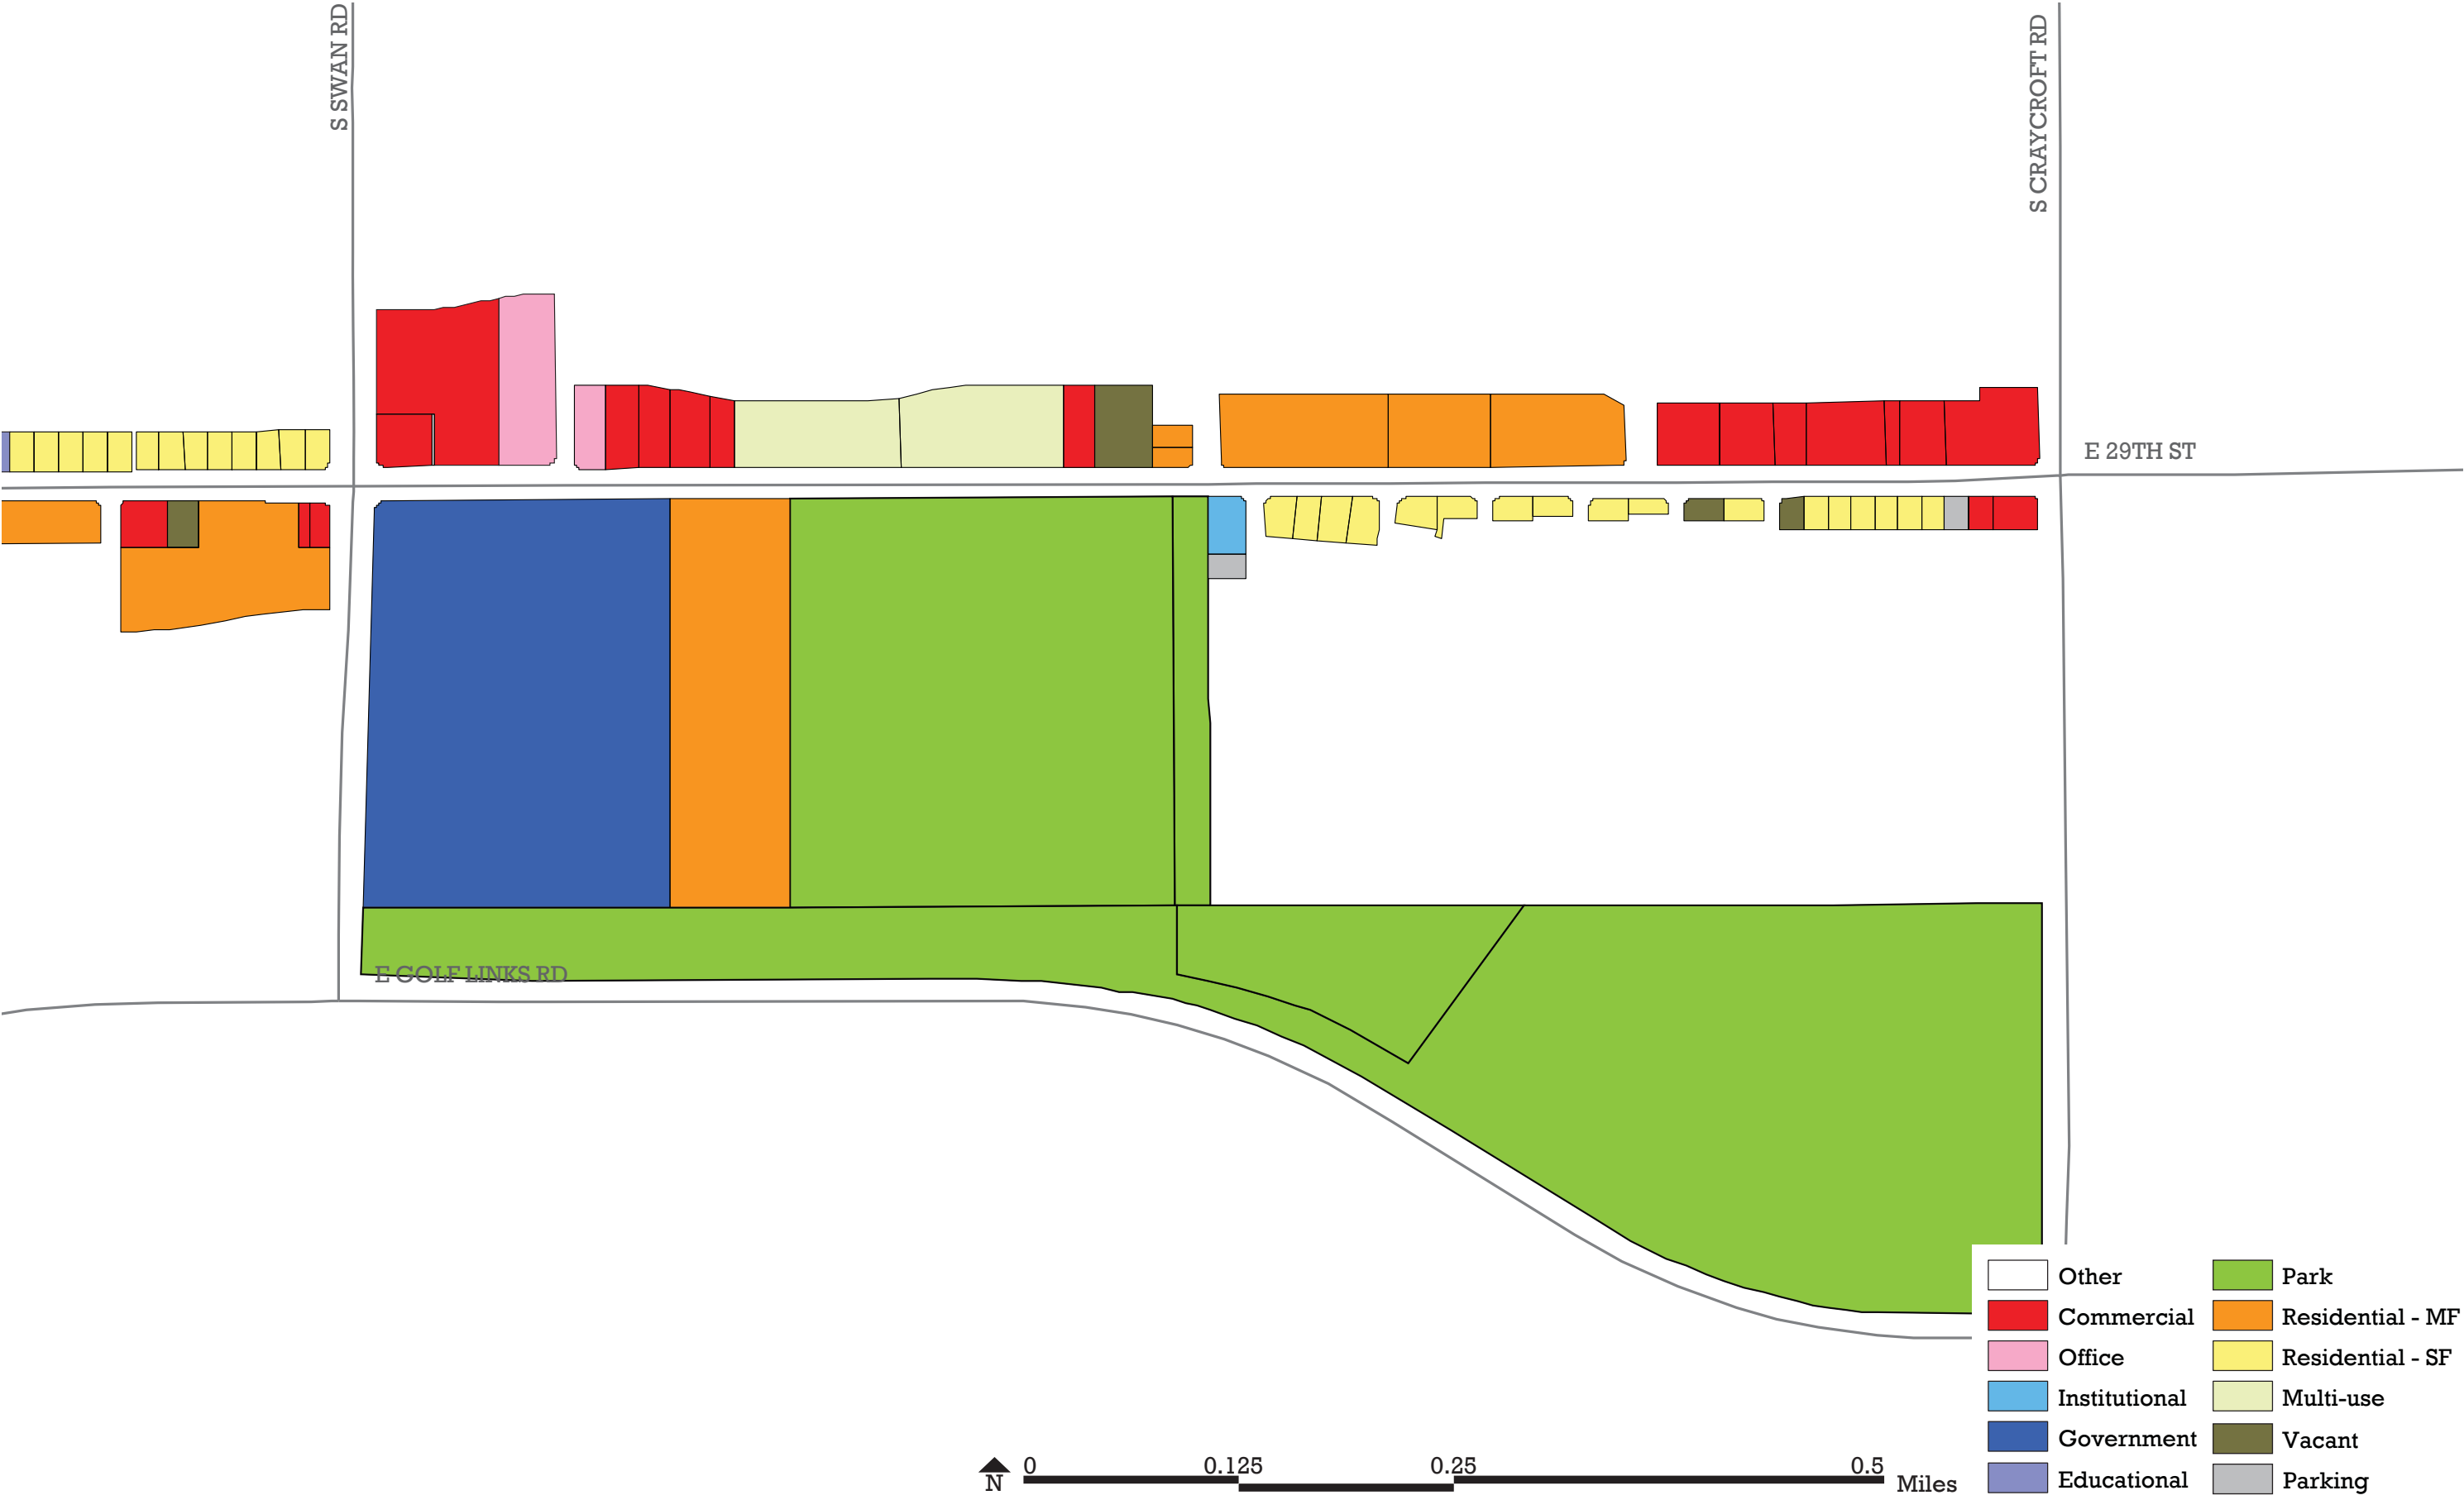 S SWAN RD
S CRAYCROFT RD
E 29TH ST
E GOLF LINKS RD
Other
Commercial
Office
Institutional
Government
Educational
Park
Residential - MF
Residential - SF
Multi-use
Vacant
Parking
N
0 0.125 0.25 0.5
Miles